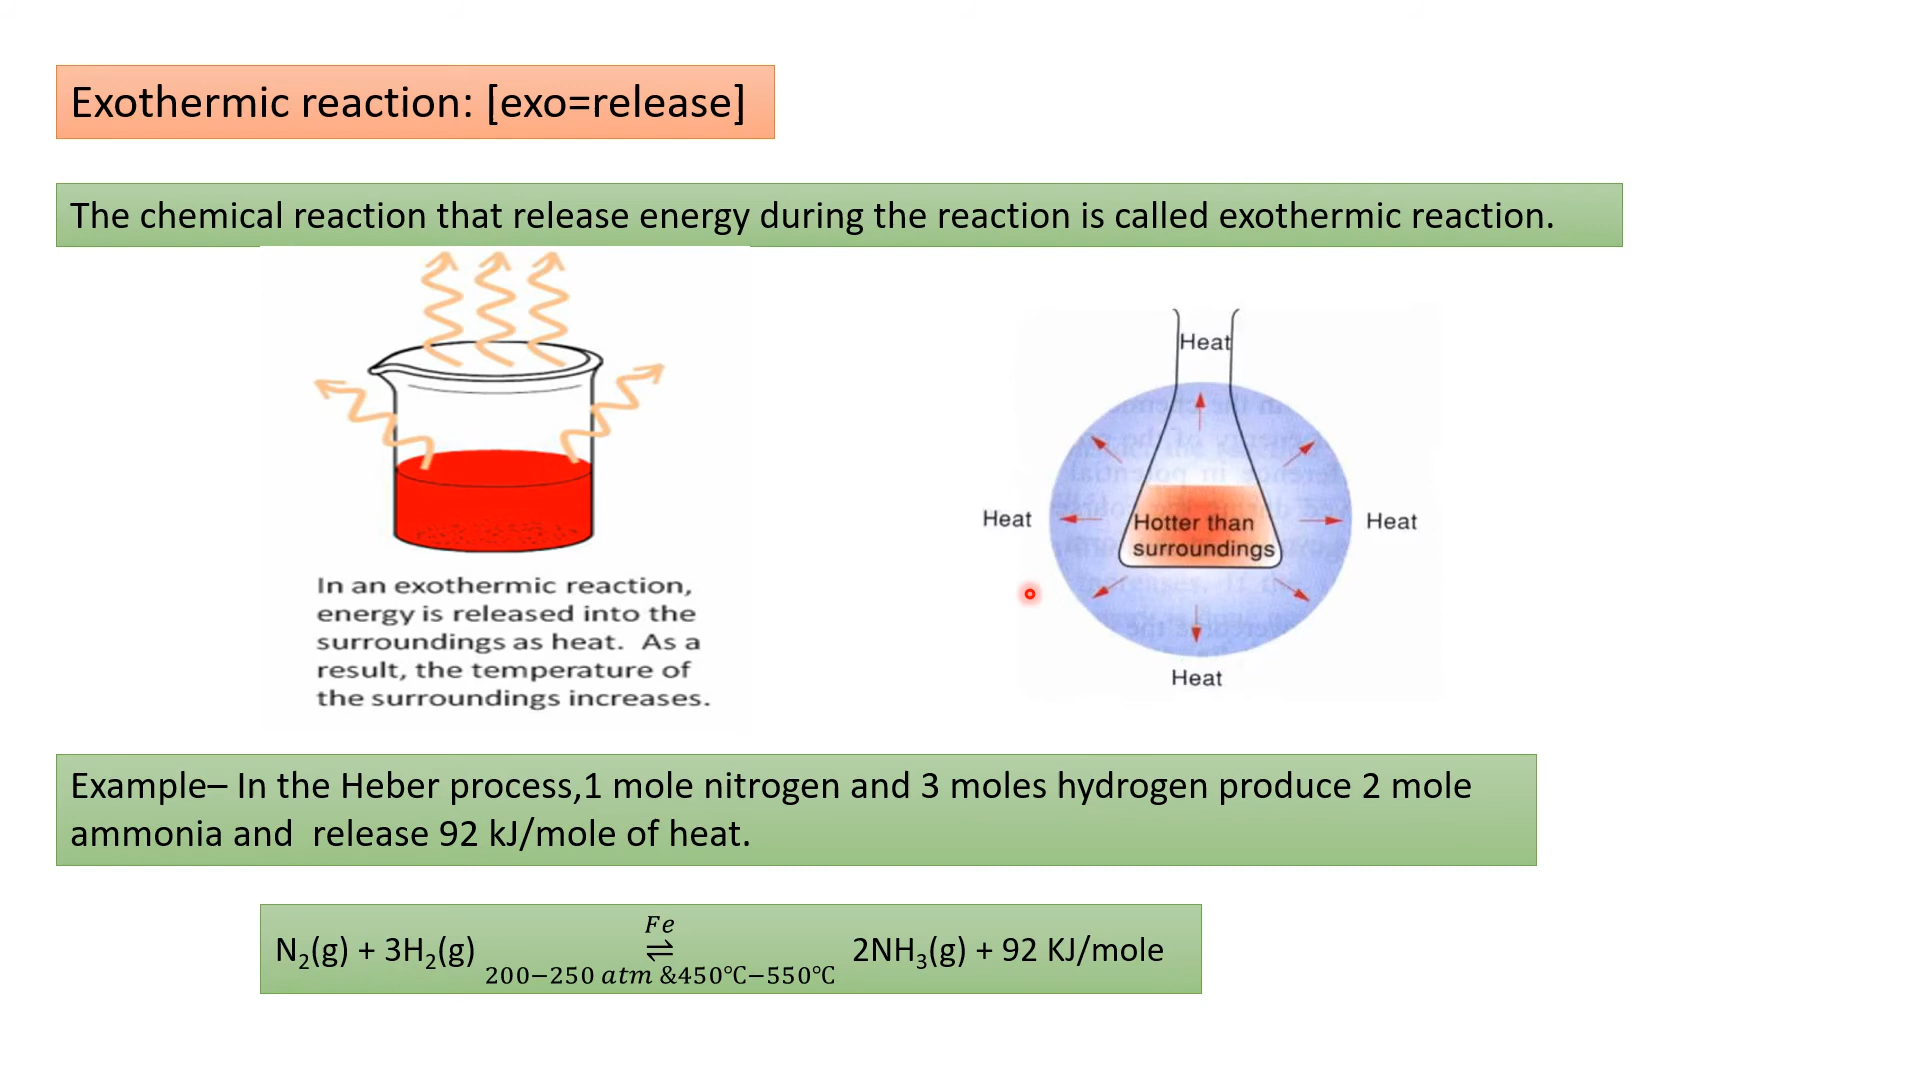 Exothermic reaction: [exo=release]
The chemical reaction that release energy during the reaction is called exothermic reaction.
In an exothermic reaction,
energy is released into the
surroundings as heat. As a
result, the temperature of
the surroundings increases.
Heat
Heat
Hotter than
surroundings
Heat
Heat
Example– In the Heber process,1 mole nitrogen and 3 moles hydrogen produce 2 mole
ammonia and release 92 kJ/mole of heat.
Fe
N₂(g) + 3H₂(g) ⇌ 2NH₃(g) + 92 KJ/mole
200−250 atm &450℃−550℃